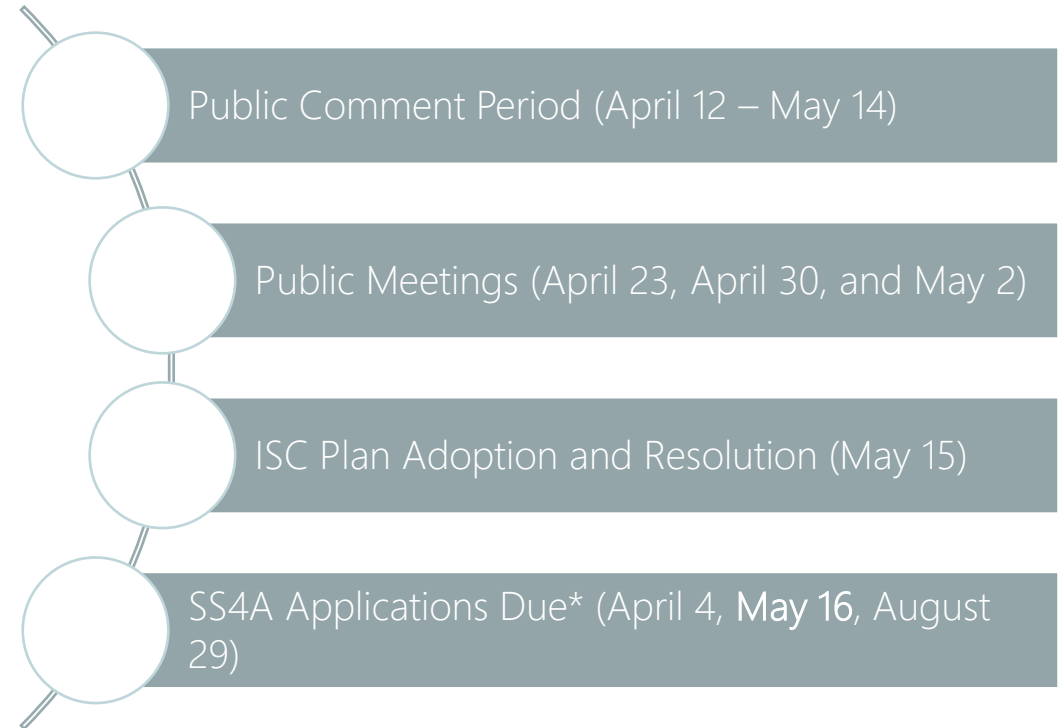 Public Comment Period (April 12 – May 14)
Public Meetings (April 23, April 30, and May 2)
ISC Plan Adoption and Resolution (May 15)
SS4A Applications Due* (April 4, May 16, August
29)